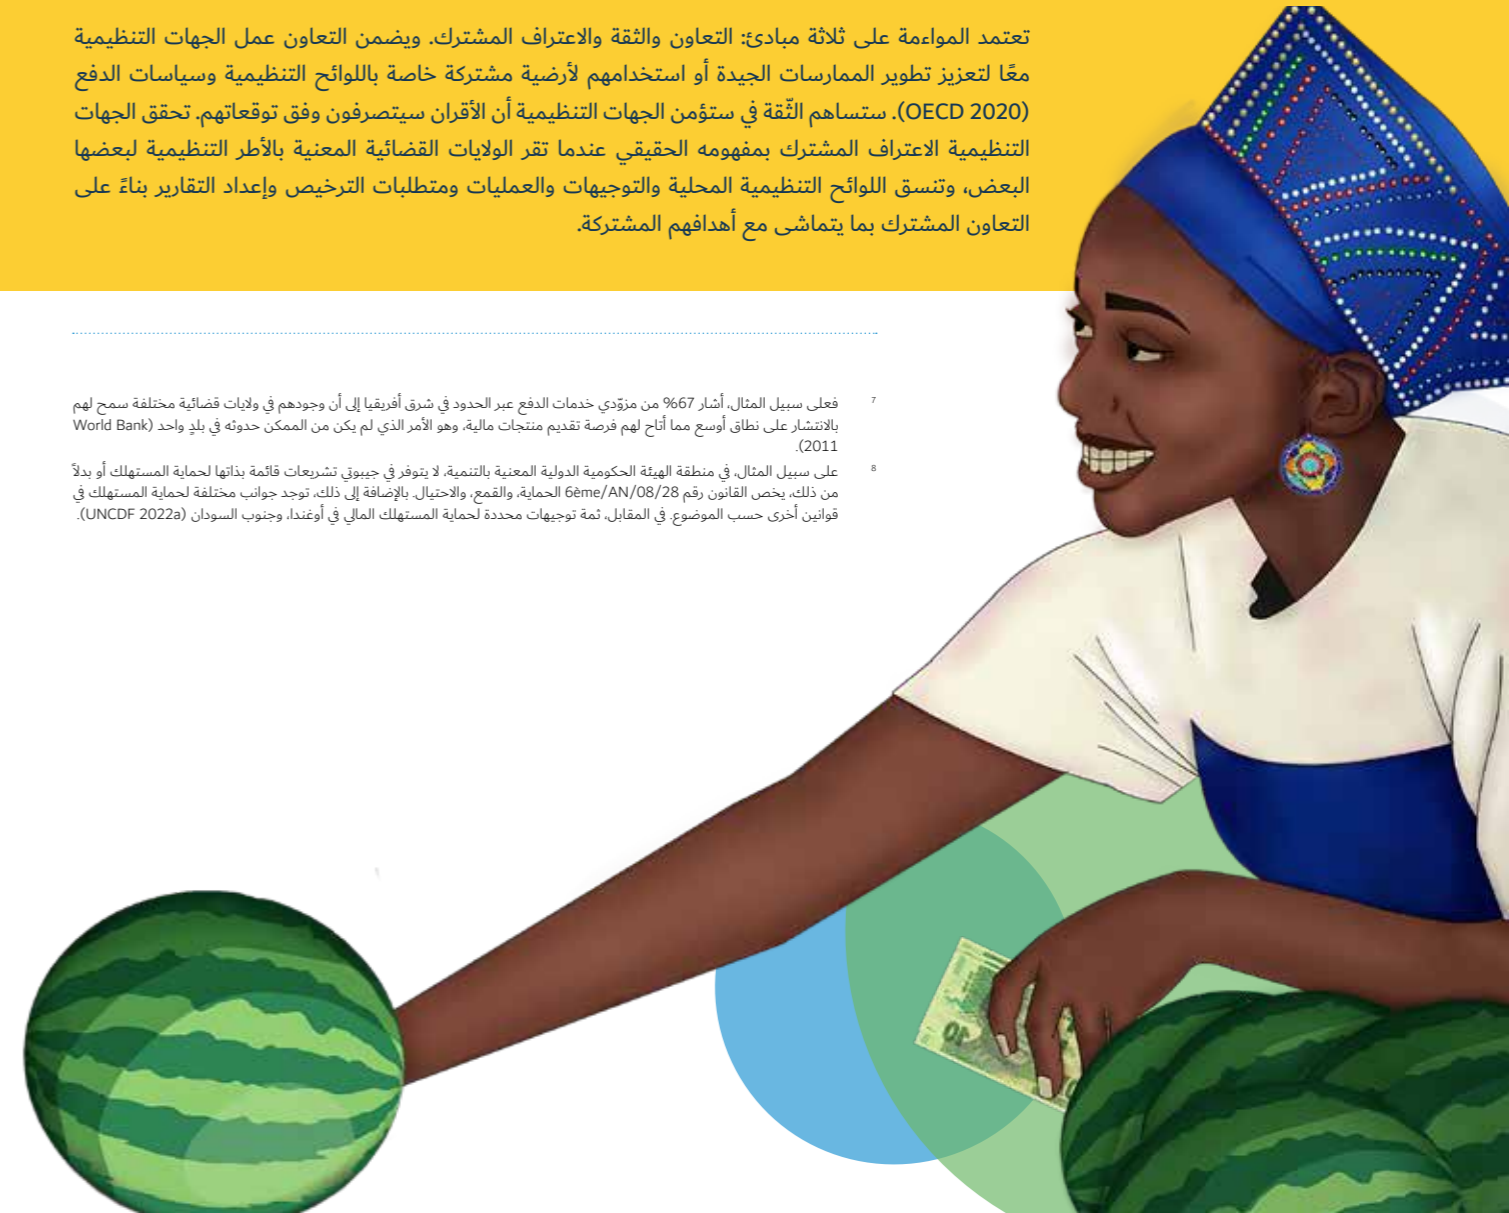 تعتمد المواءمة على ثلاثة مبادئ: التعاون والثقة والاعتراف المشترك. ويضمن التعاون عمل الجهات التنظيمية
معًا لتعزيز تطوير الممارسات الجيدة أو استخدامهم لأرضية مشتركة خاصة باللوائح التنظيمية وسياسات الدفع
(OECD 2020). ستساهم الثّقة في ستؤمن الجهات التنظيمية أن الأقران سيتصرفون وفق توقعاتهم. تحقق الجهات
التنظيمية الاعتراف المشترك بمفهومه الحقيقي عندما تقر الولايات القضائية المعنية بالأطر التنظيمية لبعضها
البعض، وتنسق اللوائح التنظيمية المحلية والتوجيهات والعمليات ومتطلبات الترخيص وإعداد التقارير بناءً على
التعاون المشترك بما يتماشى مع أهدافهم المشتركة.
7 فعلى سبيل المثال، أشار 67% من مزوّدي خدمات الدفع عبر الحدود في شرق أفريقيا إلى أن وجودهم في ولايات قضائية مختلفة سمح لهم
بالانتشار على نطاق أوسع مما أتاح لهم فرصة تقديم منتجات مالية، وهو الأمر الذي لم يكن من الممكن حدوثه في بلدٍ واحد (World Bank
2011).
8 على سبيل المثال، في منطقة الهيئة الحكومية الدولية المعنية بالتنمية، لا يتوفر في جيبوتي تشريعات قائمة بذاتها لحماية المستهلك أو بدلاً
من ذلك، يخص القانون رقم 28/6ème/AN/08 الحماية، والقمع، والاحتيال. بالإضافة إلى ذلك، توجد جوانب مختلفة لحماية المستهلك في
قوانين أخرى حسب الموضوع. في المقابل، ثمة توجيهات محددة لحماية المستهلك المالي في أوغندا، وجنوب السودان (UNCDF 2022a).
10